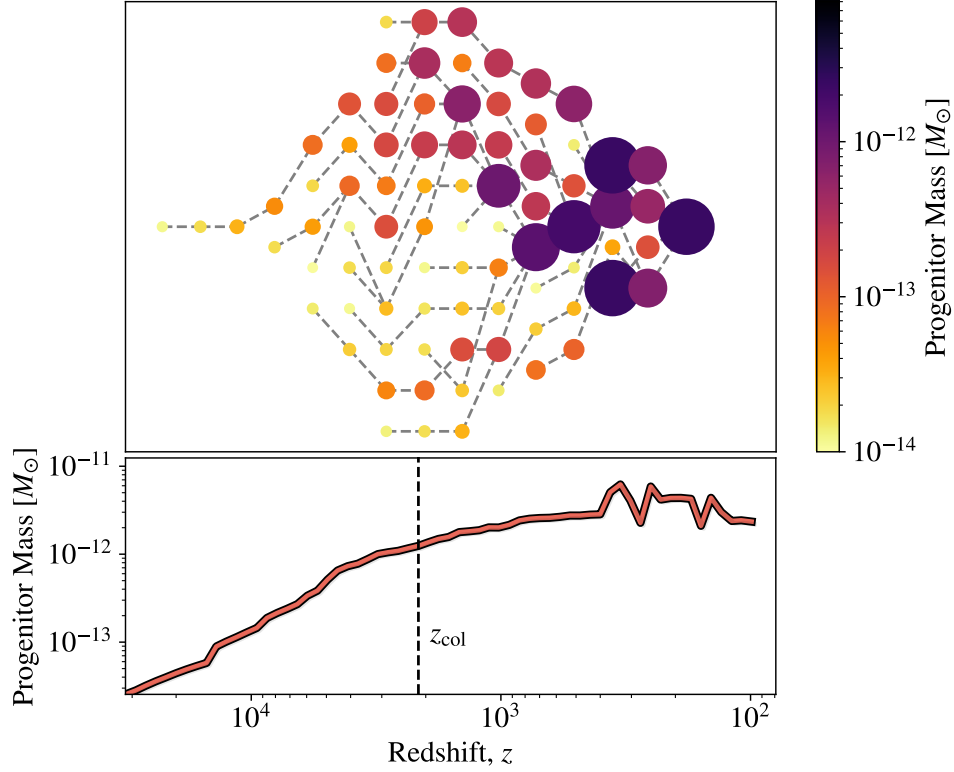 Progenitor Mass [M⊙]
10⁻¹²
10⁻¹³
10⁻¹⁴
Progenitor Mass [M⊙]
10⁻¹¹
10⁻¹²
10⁻¹³
z_col
10⁴
10³
10²
Redshift, z